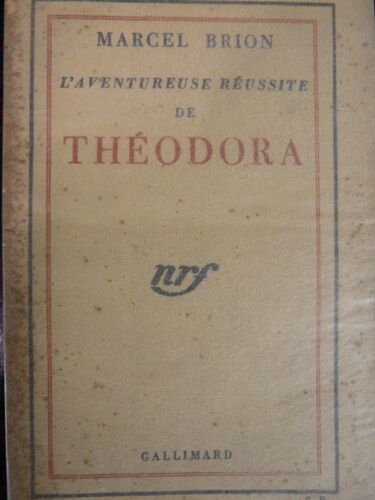 MARCEL BRION
L'AVENTUREUSE RÉUSSITE
DE
THÉODORA
nrf
GALLIMARD